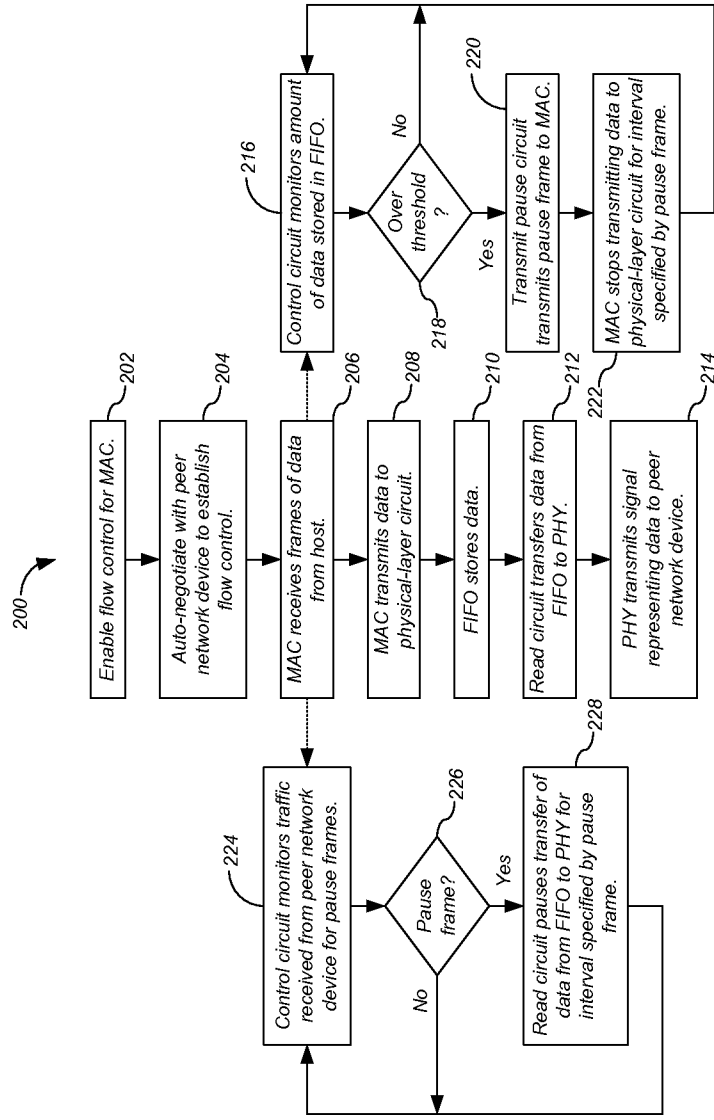 200
202
Enable flow control for MAC.
204
Auto-negotiate with peer
network device to establish
flow control.
206
MAC receives frames of data
from host.
208
MAC transmits data to
physical-layer circuit.
210
FIFO stores data.
212
Read circuit transfers data from
FIFO to PHY.
214
PHY transmits signal
representing data to peer
network device.
216
Control circuit monitors amount
of data stored in FIFO.
218
Over
threshold
?
No
Yes
220
Transmit pause circuit
transmits pause frame to MAC.
222
MAC stops transmitting data to
physical-layer circuit for interval
specified by pause frame.
224
Control circuit monitors traffic
received from peer network
device for pause frames.
226
Pause
frame?
No
Yes
228
Read circuit pauses transfer of
data from FIFO to PHY for
interval specified by pause
frame.